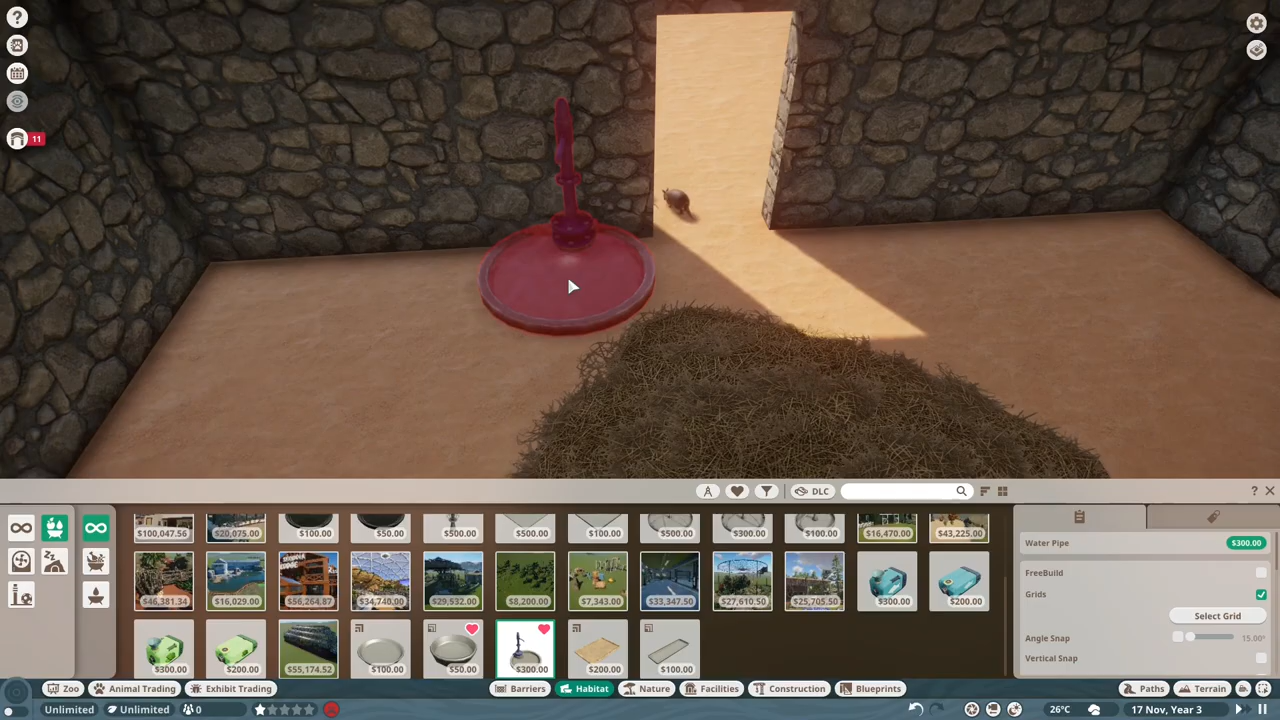 ?
11
DLC
? ×
$100,047.56 $20,075.00 $100.00 $50.00 $500.00 $500.00 $100.00 $500.00 $300.00 $100.00 $16,470.00 $43,225.00
$46,381.34 $16,029.00 $56,264.87 $34,740.00 $29,532.00 $8,200.00 $7,343.00 $33,347.50 $27,610.50 $25,705.50 $300.00 $200.00
$300.00 $200.00 $55,174.52 $100.00 $50.00 $300.00 $200.00 $100.00
Water Pipe $300.00
FreeBuild
Grids
Select Grid
Angle Snap 15.00°
Vertical Snap
Zoo Animal Trading Exhibit Trading Barriers Habitat Nature Facilities Construction Blueprints Paths Terrain
Unlimited Unlimited 0 26°C 17 Nov, Year 3